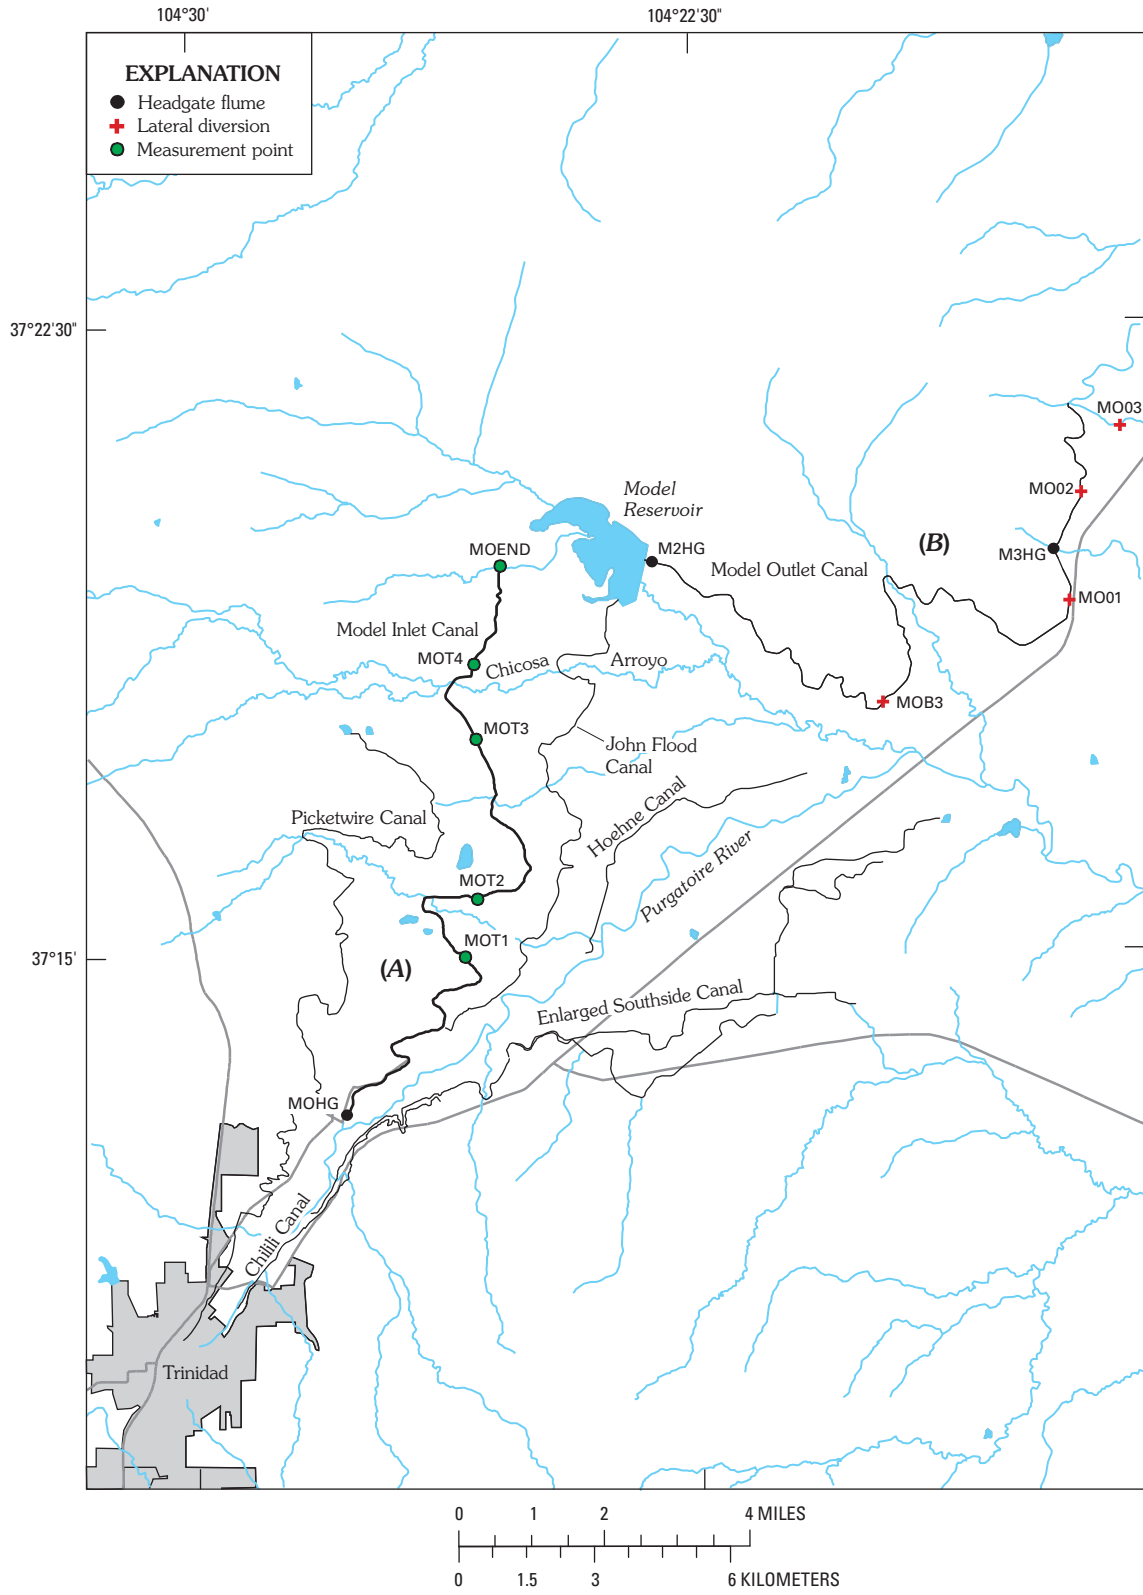 104°30'
104°22'30"
EXPLANATION
Headgate flume
Lateral diversion
Measurement point
37°22'30"
MO03
MO02
Model
Reservoir
(B)
MOEND
M2HG
M3HG
Model Outlet Canal
MO01
Model Inlet Canal
MOT4
Chicosa
Arroyo
MOB3
MOT3
John Flood
Canal
Hoehne Canal
Picketwire Canal
Purgatoire River
MOT2
MOT1
37°15'
(A)
Enlarged Southside Canal
MOHG
Chilili Canal
Trinidad
0 1 2 4 MILES
0 1.5 3 6 KILOMETERS